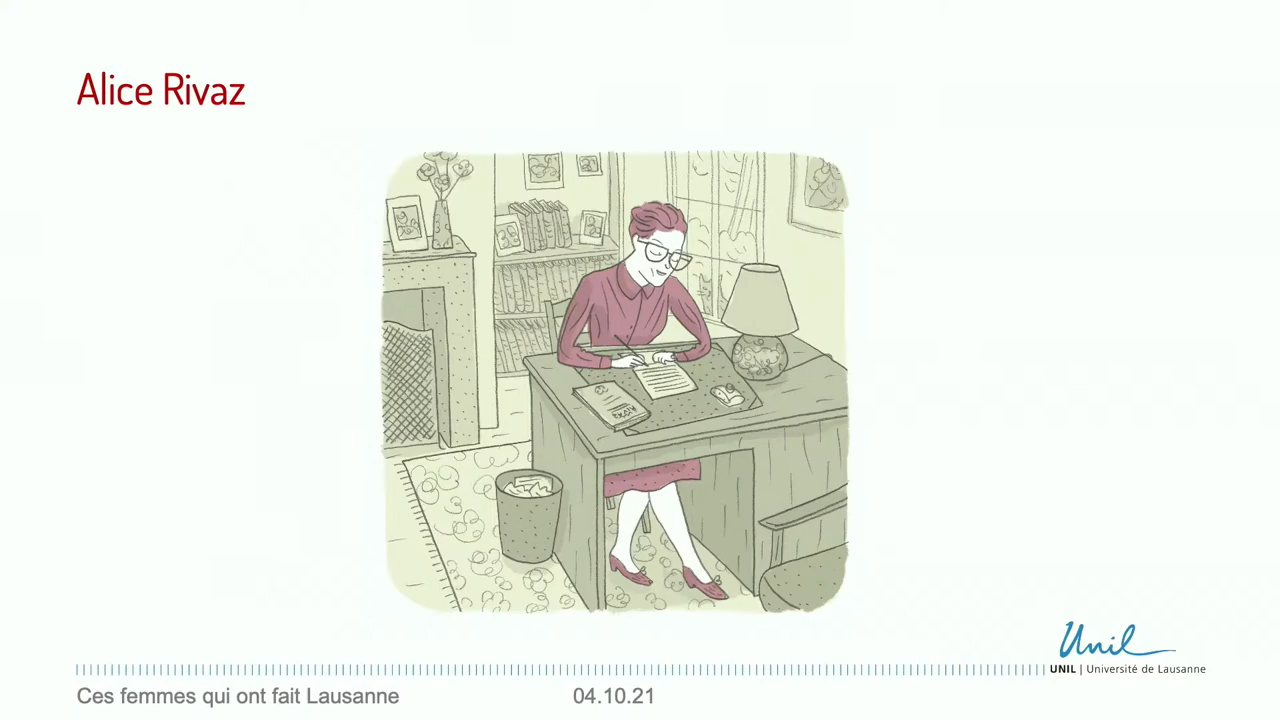 Alice Rivaz
Unil
UNIL | Université de Lausanne
Ces femmes qui ont fait Lausanne
04.10.21